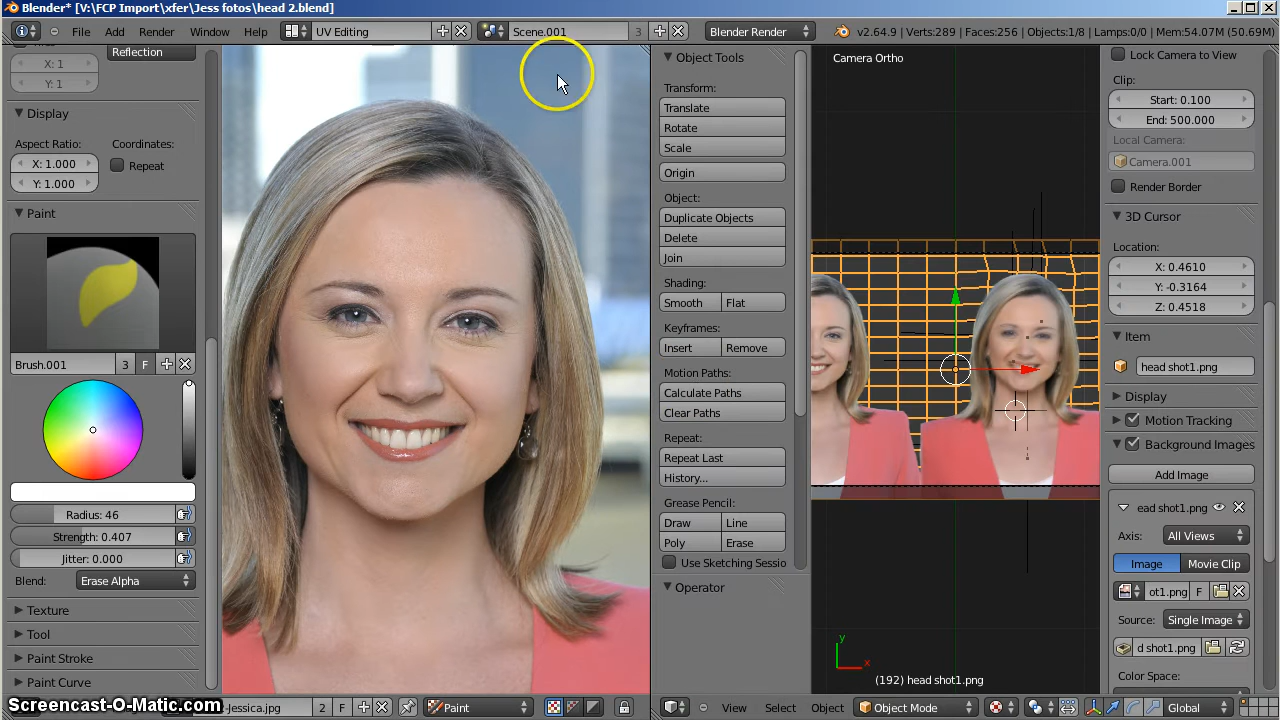 Blender* [V:\FCP Import\xfer\Jess fotos\head 2.blend]
File Add Render Window Help UV Editing Scene.001 3 Blender Render v2.64.9 | Verts:289 | Faces:256 | Objects:1/8 | Lamps:0/0 | Mem:54.07M (50.69M)
X: 1
Y: 1
Reflection
Display
Aspect Ratio: Coordinates:
X: 1.000 Repeat
Y: 1.000
Paint
Brush.001 3 F
Radius: 46
Strength: 0.407
Jitter: 0.000
Blend: Erase Alpha
Texture
Tool
Paint Stroke
Paint Curve
Screencast-O-Matic.com
-Jessica.jpg 2 F Paint
Object Tools
Transform:
Translate
Rotate
Scale
Origin
Object:
Duplicate Objects
Delete
Join
Shading:
Smooth Flat
Keyframes:
Insert Remove
Motion Paths:
Calculate Paths
Clear Paths
Repeat:
Repeat Last
History...
Grease Pencil:
Draw Line
Poly Erase
Use Sketching Sessio
Operator
Camera Ortho
y
x
(192) head shot1.png
View Select Object Object Mode Global
Lock Camera to View
Clip:
Start: 0.100
End: 500.000
Local Camera:
Camera.001
Render Border
3D Cursor
Location:
X: 0.4610
Y: -0.3164
Z: 0.4518
Item
head shot1.png
Display
Motion Tracking
Background Images
Add Image
ead shot1.png
Axis: All Views
Image Movie Clip
ot1.png F
Source: Single Image
d shot1.png
Color Space: